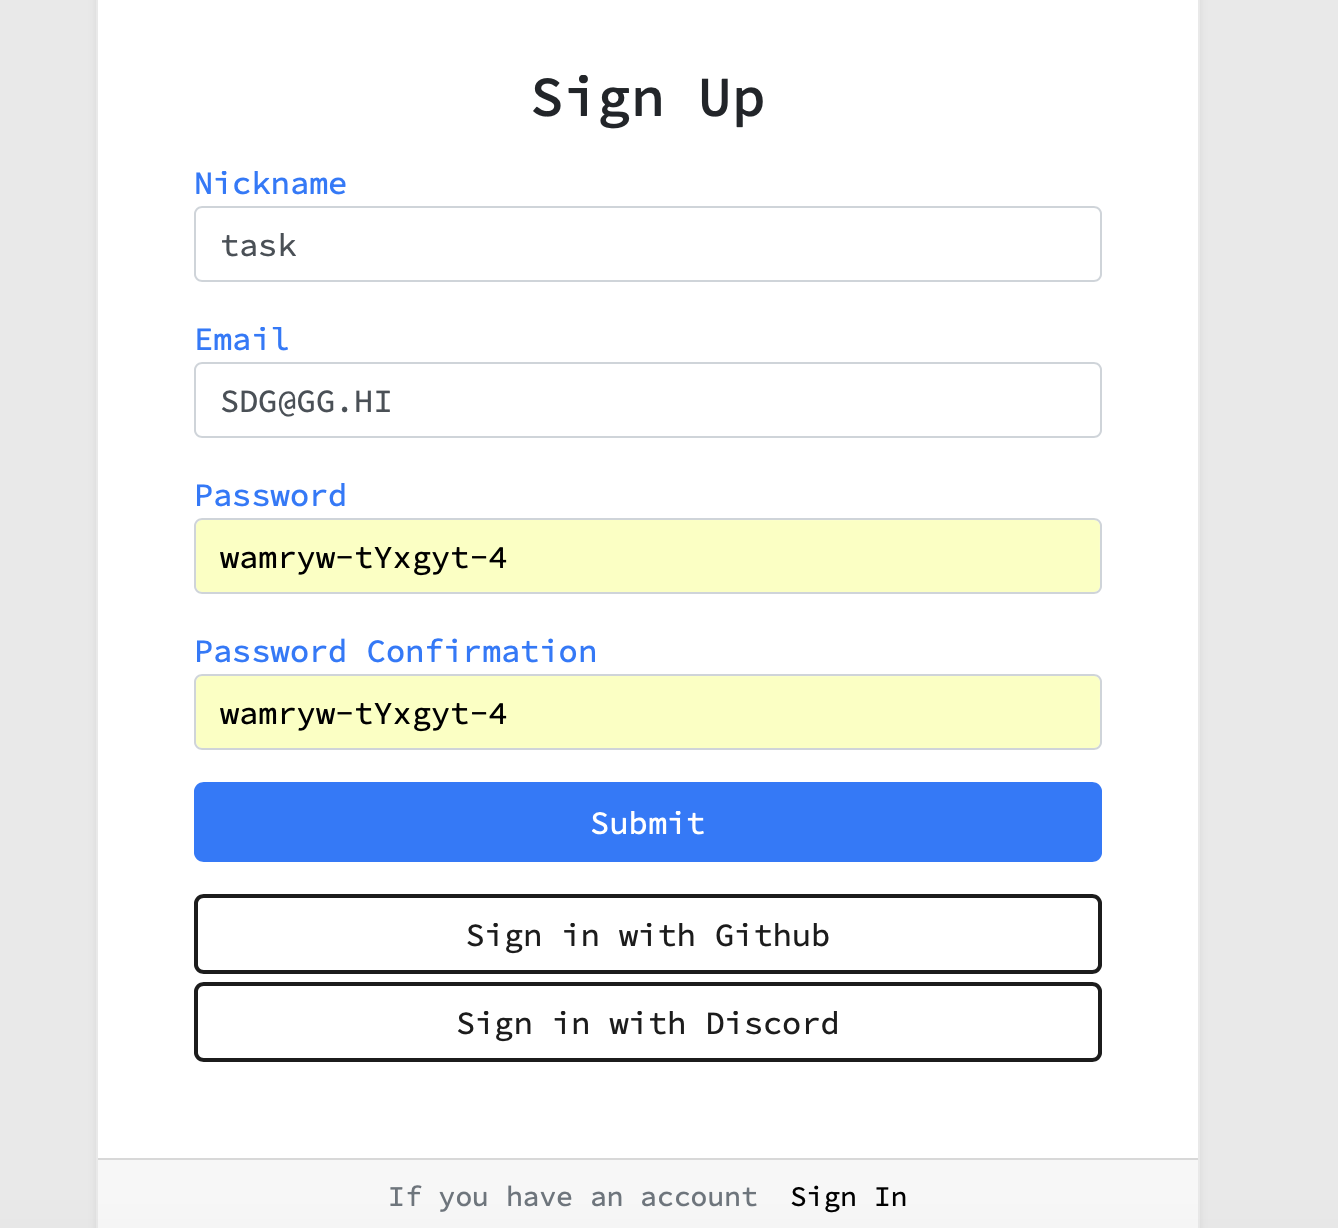 Sign Up
Nickname
task
Email
SDG@GG.HI
Password
wamryw-tYxgyt-4
Password Confirmation
wamryw-tYxgyt-4
Submit
Sign in with Github
Sign in with Discord
If you have an account Sign In